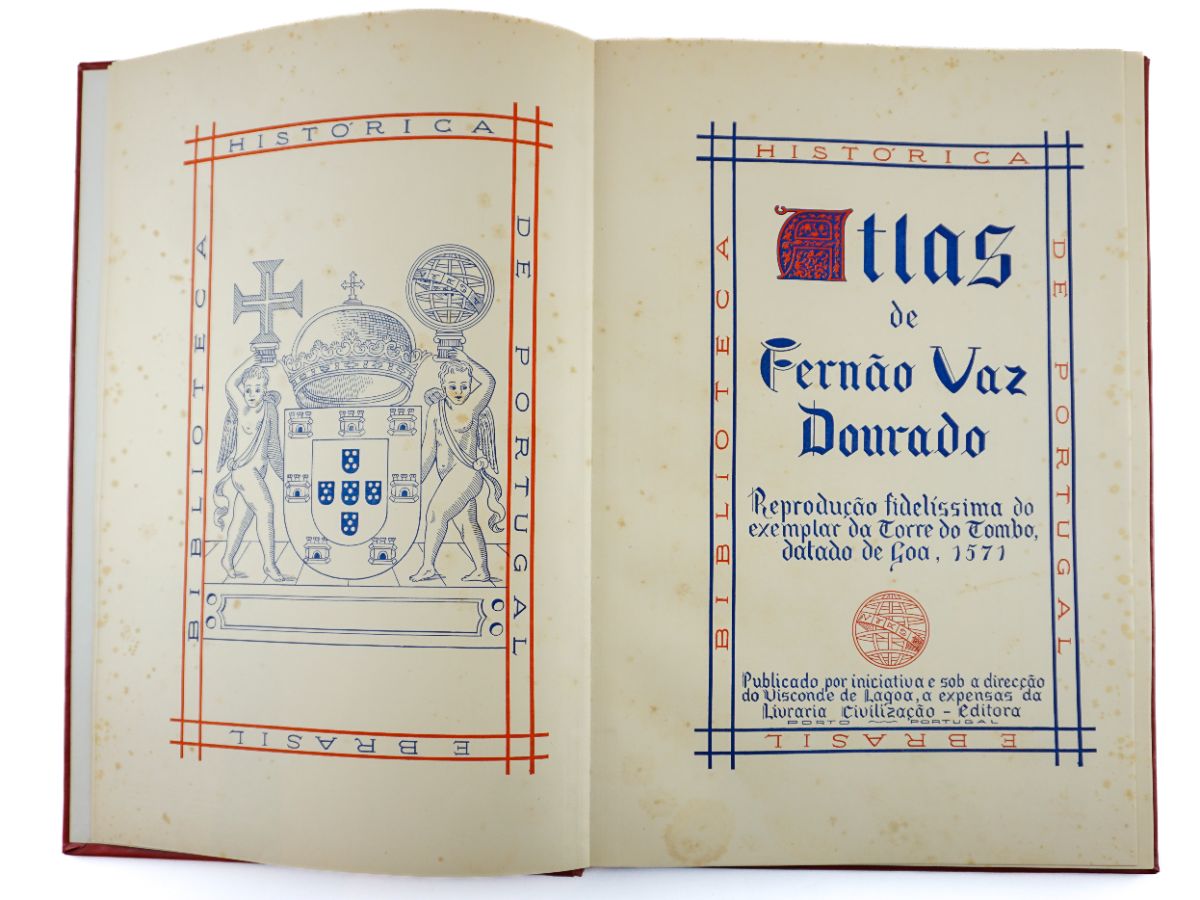 HISTÓRICA
BIBLIOTECA
DE PORTUGAL
E BRASIL
HISTÓRICA
BIBLIOTECA
DE PORTUGAL
Atlas
de
Fernão Vaz
Dourado
Reprodução fidelíssima do
exemplar da Torre do Tombo,
datado de Goa, 1571
Publicado por iniciativa e sob a direcção
do Visconde de Lagoa, a expensas da
Livraria Civilização - Editora
PORTO — PORTUGAL
E BRASIL